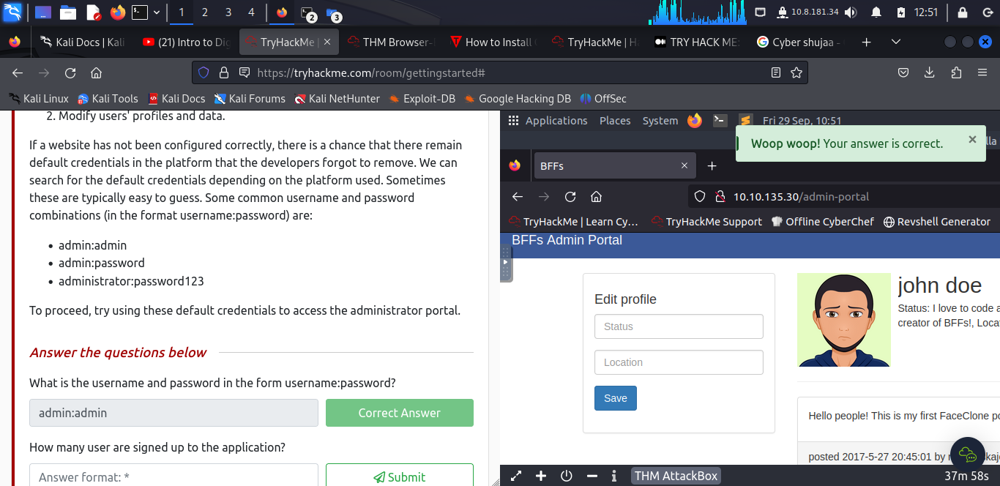 1
2
3
4
2
3
10.8.181.34
12:51
Kali Docs | Kali
(21) Intro to Dig
TryHackMe |
THM Browser-
How to Install
TryHackMe | H
TRY HACK ME:
Cyber shujaa -
https://tryhackme.com/room/gettingstarted#
Kali Linux
Kali Tools
Kali Docs
Kali Forums
Kali NetHunter
Exploit-DB
Google Hacking DB
OffSec
2. Modify users' profiles and data.
If a website has not been configured correctly, there is a chance that there remain
default credentials in the platform that the developers forgot to remove. We can
search for the default credentials depending on the platform used. Sometimes
these are typically easy to guess. Some common username and password
combinations (in the format username:password) are:
• admin:admin
• admin:password
• administrator:password123
To proceed, try using these default credentials to access the administrator portal.
Answer the questions below
What is the username and password in the form username:password?
admin:admin
Correct Answer
How many user are signed up to the application?
Answer format: *
Submit
Applications
Places
System
Fri 29 Sep, 10:51
Woop woop! Your answer is correct.
lla
BFFs
10.10.135.30/admin-portal
TryHackMe | Learn Cy…
TryHackMe Support
Offline CyberChef
Revshell Generator
BFFs Admin Portal
Edit profile
Status
Location
Save
john doe
Status: I love to code a
creator of BFFs!, Loca
Hello people! This is my first FaceClone po
posted 2017-5-27 20:45:01 by
kaj
THM AttackBox
37m 58s